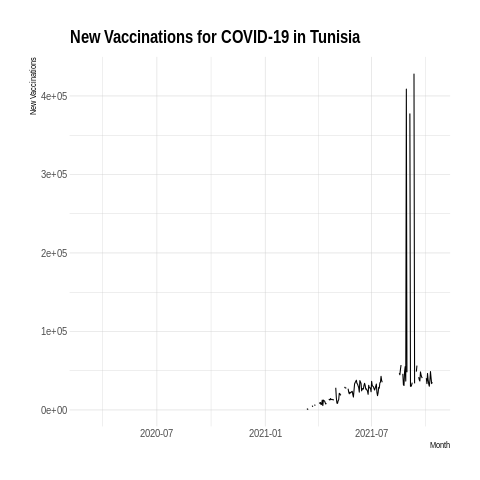 New Vaccinations for COVID-19 in Tunisia
New Vaccinations
4e+05
3e+05
2e+05
1e+05
0e+00
2020-07
2021-01
2021-07
Month